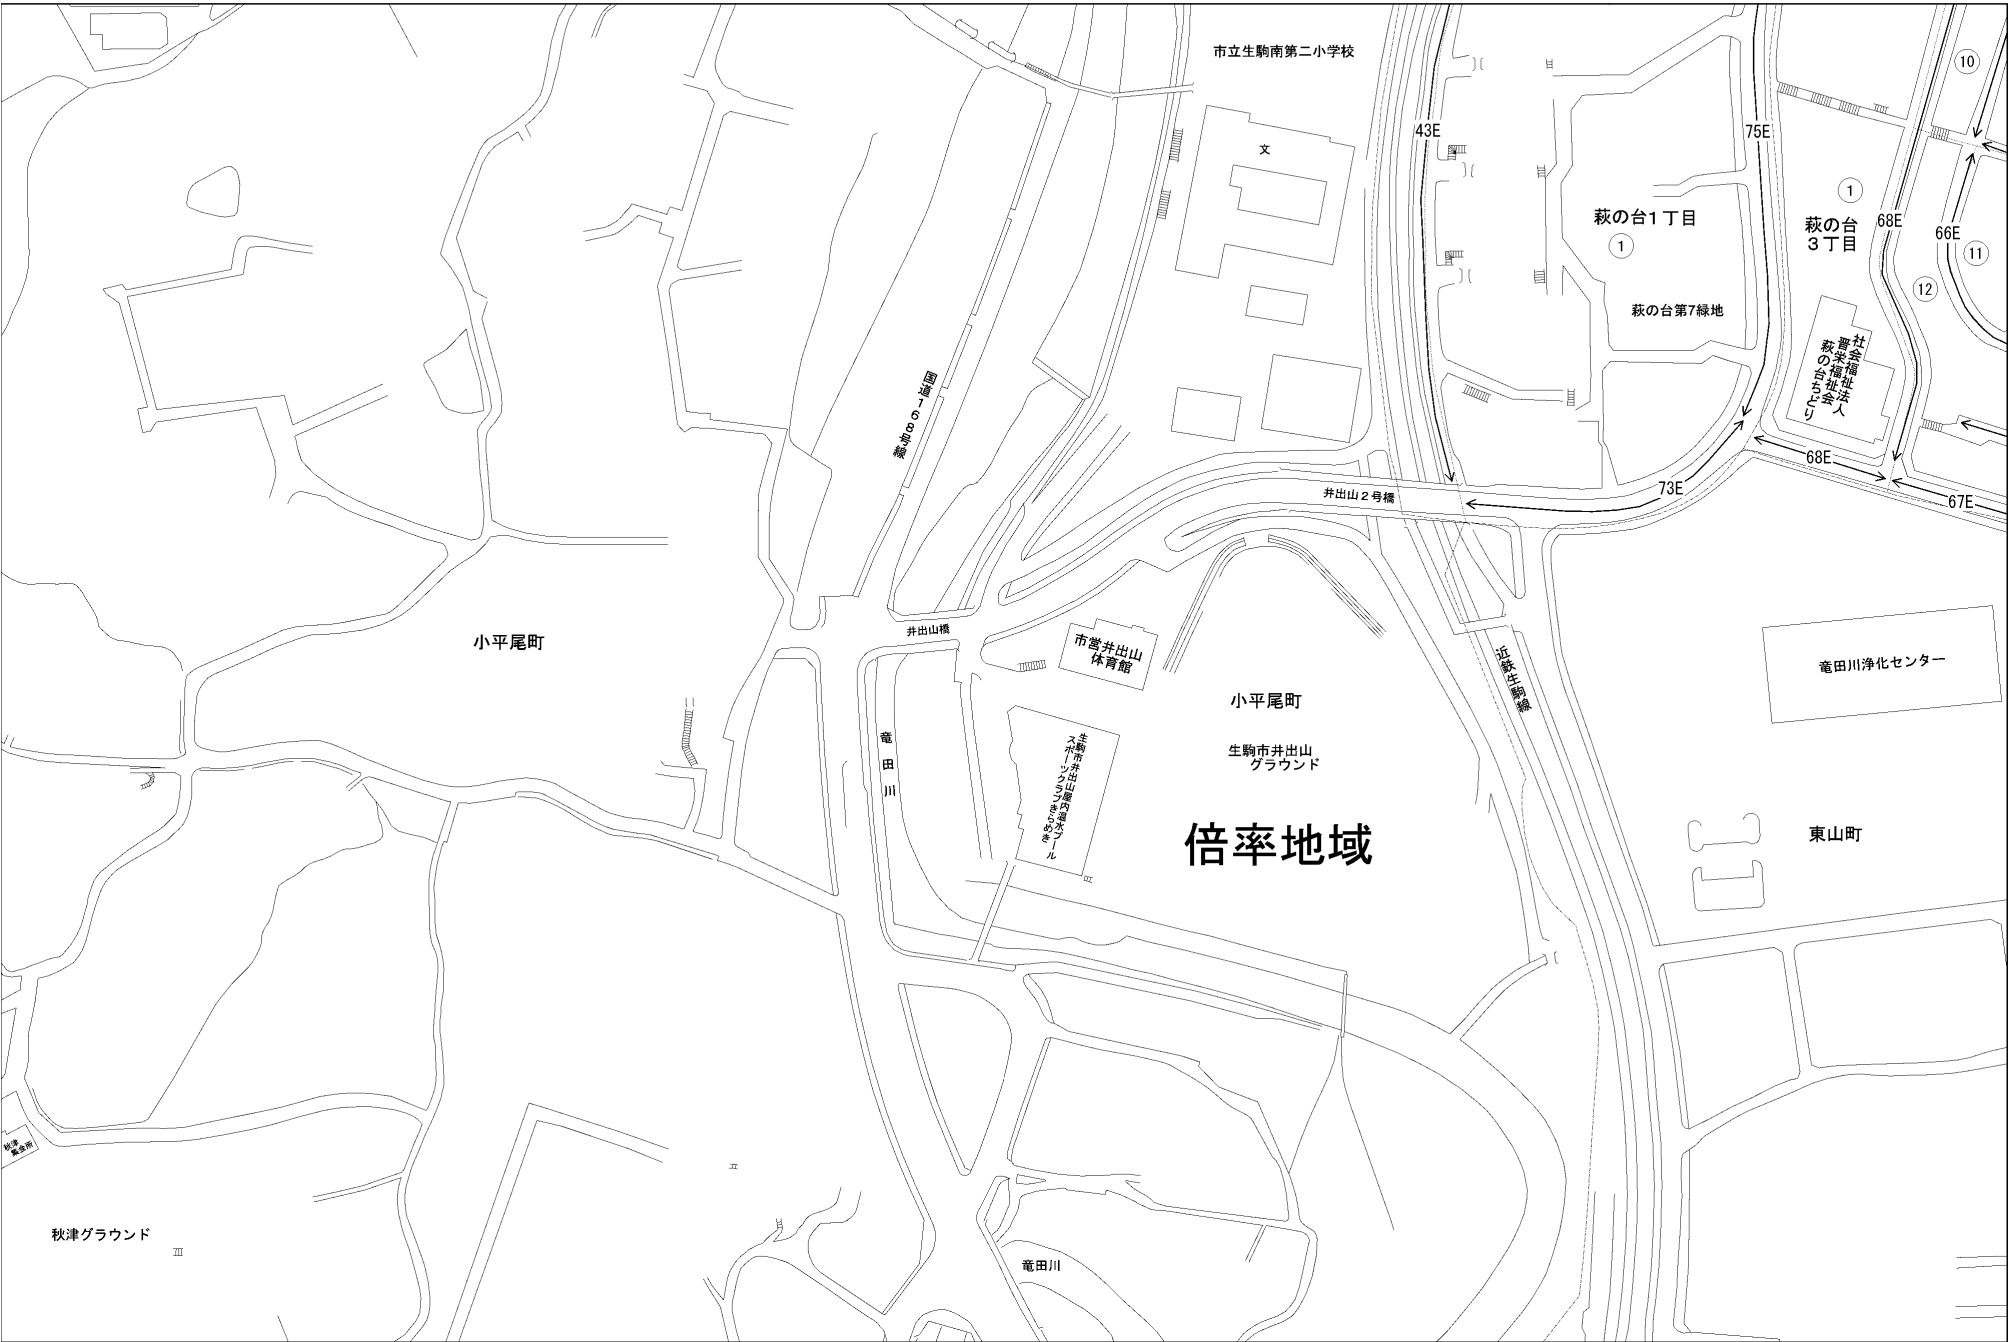 市立生駒南第二小学校
文
10
43E
75E
1
萩の台1丁目
1
萩の台
3丁目
68E
66E
11
12
萩の台第7緑地
社会福祉法人
晋栄福祉会
萩の台ちどり
国道168号線
68E
67E
73E
井出山2号橋
井出山橋
小平尾町
市営井出山
体育館
近鉄生駒線
竜田川浄化センター
小平尾町
竜田川
生駒市井出山屋内温水プール
スポーツクラブきらめき
生駒市井出山
グラウンド
倍率地域
東山町
秋津
集会所
秋津グラウンド
竜田川